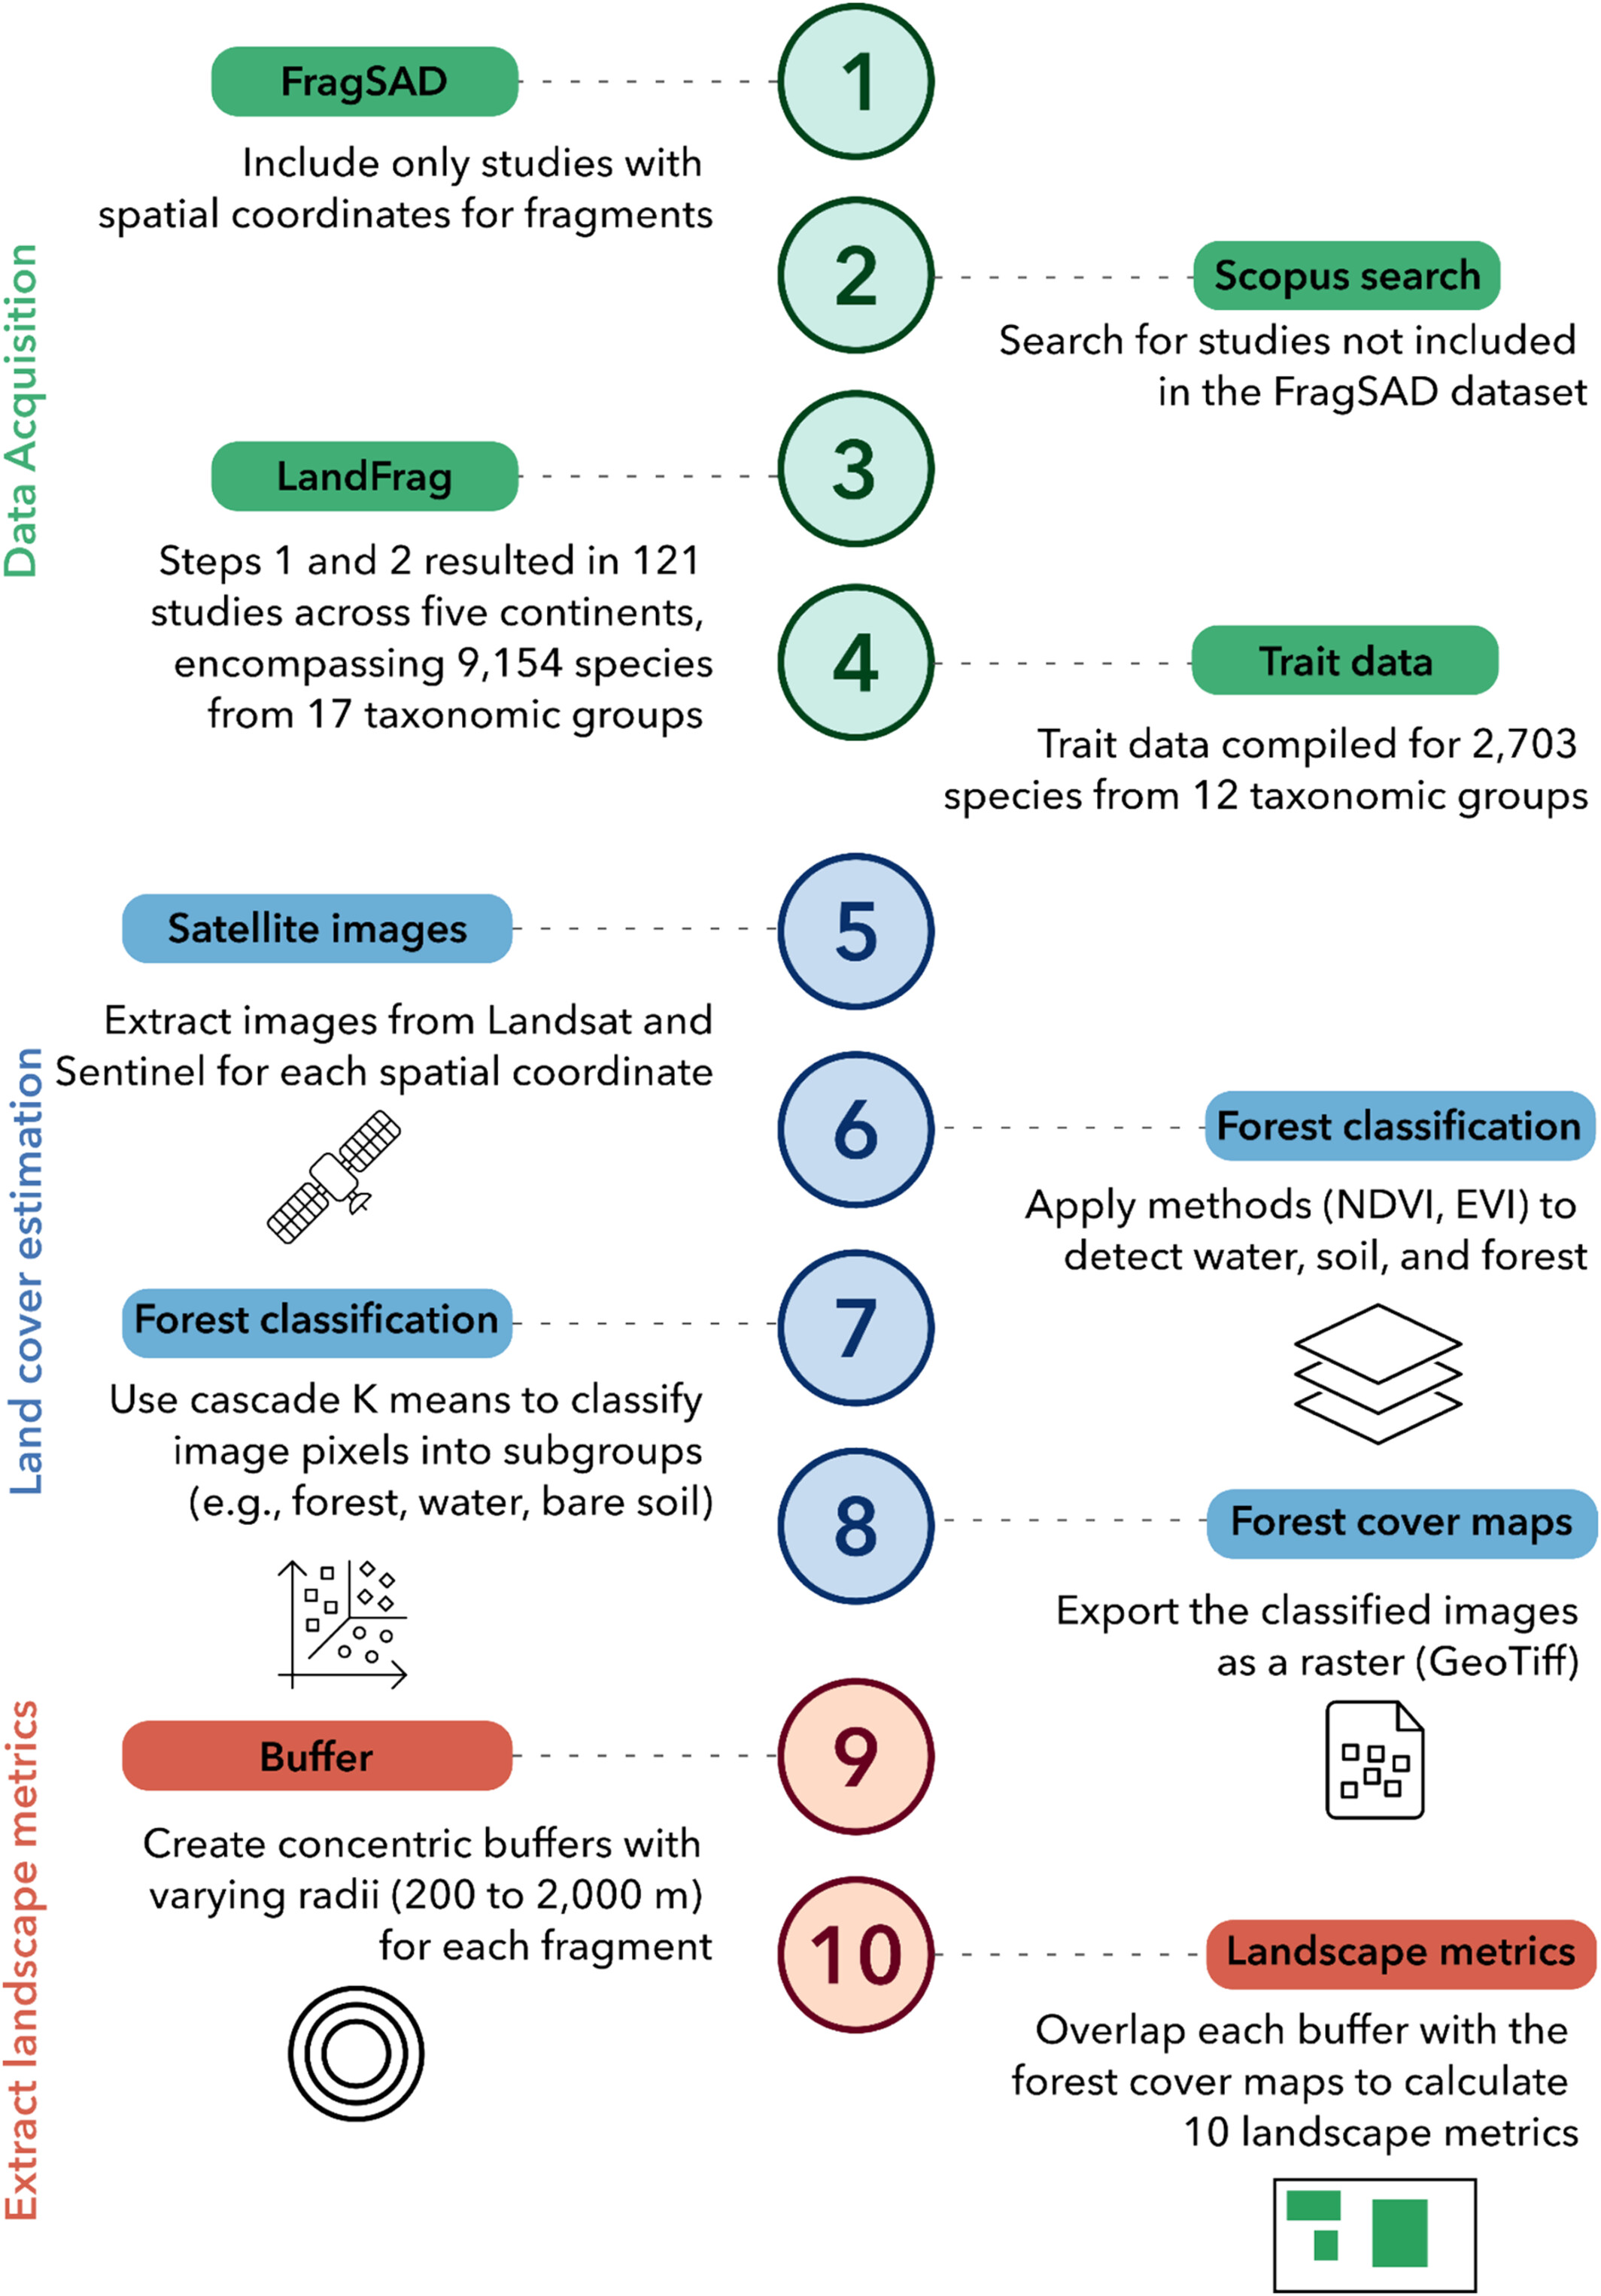 Data Acquisition
1
FragSAD
Include only studies with
spatial coordinates for fragments
2
Scopus search
Search for studies not included
in the FragSAD dataset
3
LandFrag
Steps 1 and 2 resulted in 121
studies across five continents,
encompassing 9,154 species
from 17 taxonomic groups
4
Trait data
Trait data compiled for 2,703
species from 12 taxonomic groups
Land cover estimation
5
Satellite images
Extract images from Landsat and
Sentinel for each spatial coordinate
6
Forest classification
Apply methods (NDVI, EVI) to
detect water, soil, and forest
7
Forest classification
Use cascade K means to classify
image pixels into subgroups
(e.g., forest, water, bare soil)
8
Forest cover maps
Export the classified images
as a raster (GeoTiff)
Extract landscape metrics
9
Buffer
Create concentric buffers with
varying radii (200 to 2,000 m)
for each fragment
10
Landscape metrics
Overlap each buffer with the
forest cover maps to calculate
10 landscape metrics